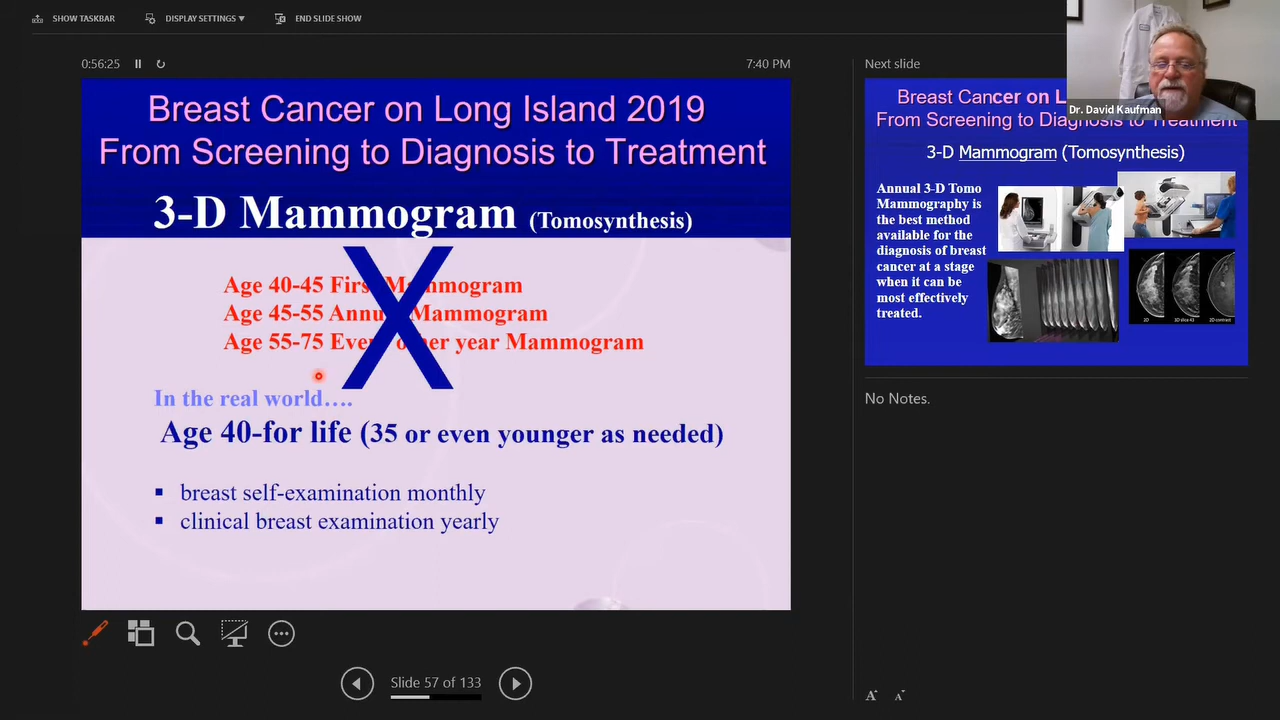 SHOW TASKBAR
DISPLAY SETTINGS ▼
END SLIDE SHOW
0:56:25
7:40 PM
Breast Cancer on Long Island 2019
From Screening to Diagnosis to Treatment
3-D Mammogram (Tomosynthesis)
Age 40-45 First Mammogram
Age 45-55 Annual Mammogram
Age 55-75 Every other year Mammogram
X
In the real world….
Age 40-for life (35 or even younger as needed)
▪ breast self-examination monthly
▪ clinical breast examination yearly
Slide 57 of 133
Next slide
Dr. David Kaufman
Breast Cancer on L
From Screening to Diagnosis to Treatment
3-D Mammogram (Tomosynthesis)
Annual 3-D Tomo
Mammography is
the best method
available for the
diagnosis of breast
cancer at a stage
when it can be
most effectively
treated.
No Notes.
A A